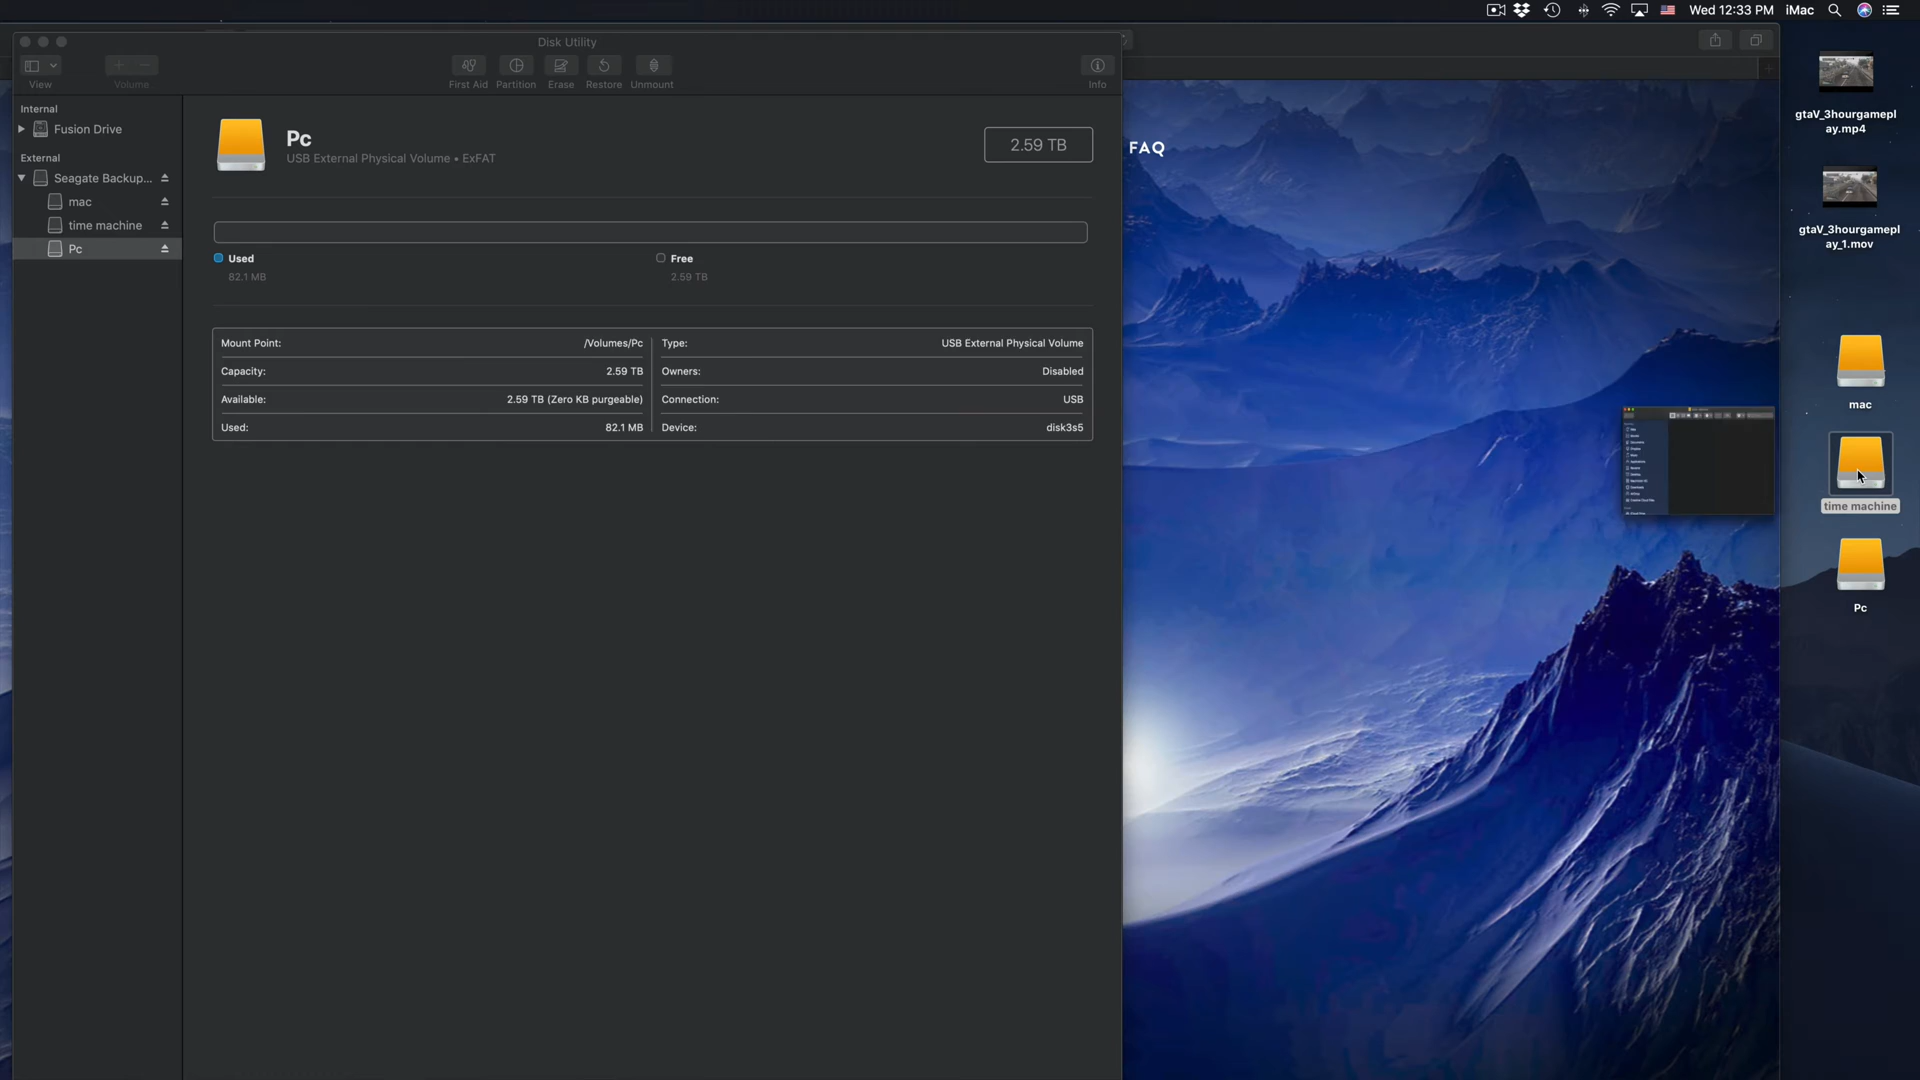 Wed 12:33 PM iMac
Disk Utility
View
Volume
First Aid
Partition
Erase
Restore
Unmount
Info
Internal
Fusion Drive
External
Seagate Backup...
mac
time machine
Pc
Pc
USB External Physical Volume • ExFAT
2.59 TB
Used
82.1 MB
Free
2.59 TB
Mount Point: /Volumes/Pc
Capacity: 2.59 TB
Available: 2.59 TB (Zero KB purgeable)
Used: 82.1 MB
Type: USB External Physical Volume
Owners: Disabled
Connection: USB
Device: disk3s5
FAQ
gtaV_3hourgamepl
ay.mp4
gtaV_3hourgamepl
ay_1.mov
mac
time machine
Pc